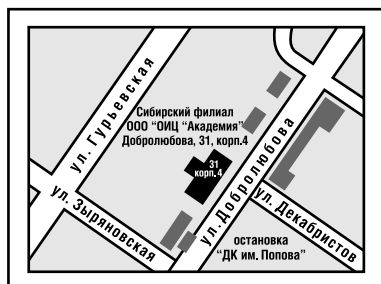 ул. Гурьевская
Сибирский филиал
ООО "ОИЦ "Академия"
Добролюбова, 31, корп.4
31
корп. 4
ул. Добролюбова
ул. Зыряновская
ул. Декабристов
остановка
"ДК им. Попова"